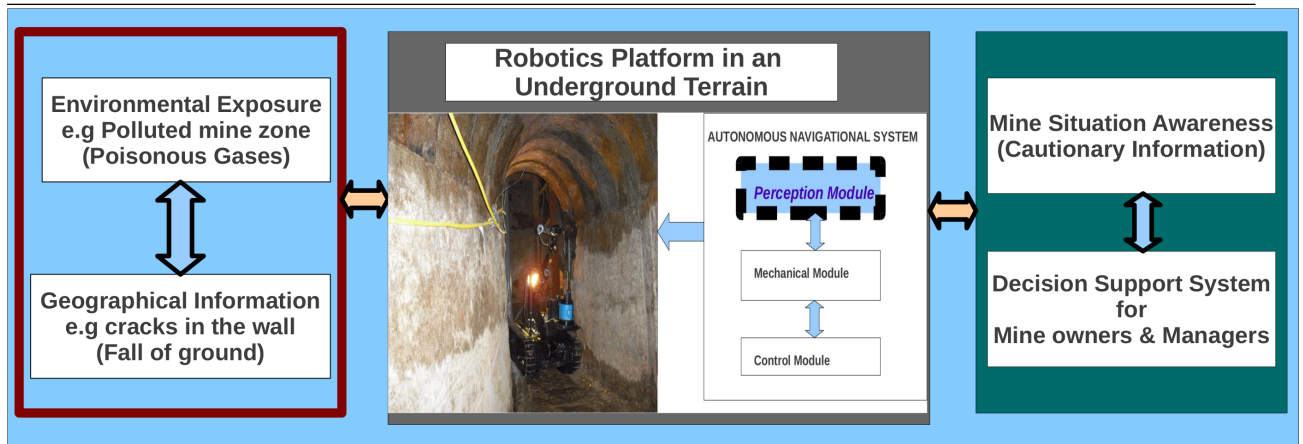 Environmental Exposure
e.g Polluted mine zone
(Poisonous Gases)
Geographical Information
e.g cracks in the wall
(Fall of ground)
Robotics Platform in an
Underground Terrain
AUTONOMOUS NAVIGATIONAL SYSTEM
Perception Module
Mechanical Module
Control Module
Mine Situation Awareness
(Cautionary Information)
Decision Support System
for
Mine owners & Managers